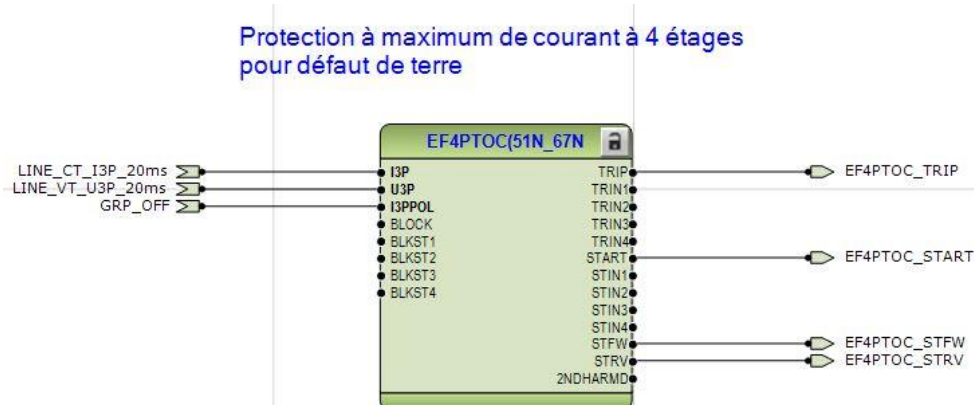 Protection à maximum de courant à 4 étages
pour défaut de terre
EF4PTOC(51N_67N
LINE_CT_I3P_20ms
LINE_VT_U3P_20ms
GRP_OFF
I3P
U3P
I3PPOL
BLOCK
BLKST1
BLKST2
BLKST3
BLKST4
TRIP
TRIN1
TRIN2
TRIN3
TRIN4
START
STIN1
STIN2
STIN3
STIN4
STFW
STRV
2NDHARMD
EF4PTOC_TRIP
EF4PTOC_START
EF4PTOC_STFW
EF4PTOC_STRV